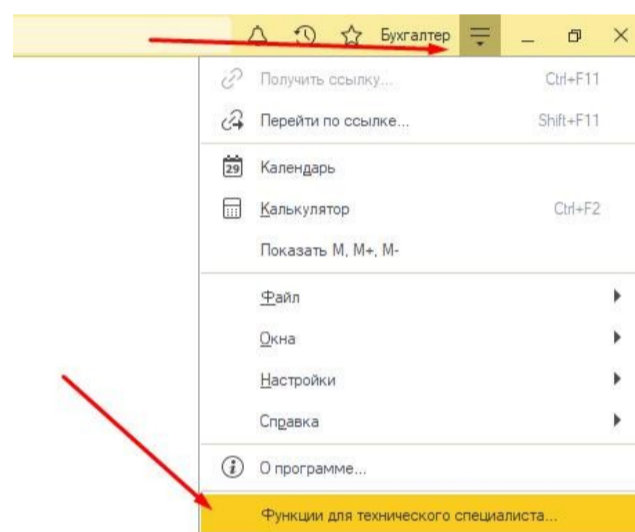 Бухгалтер
Получить ссылку... Ctrl+F11
Перейти по ссылке... Shift+F11
29 Календарь
Калькулятор Ctrl+F2
Показать M, M+, M-
Файл
Окна
Настройки
Справка
i О программе...
Функции для технического специалиста...